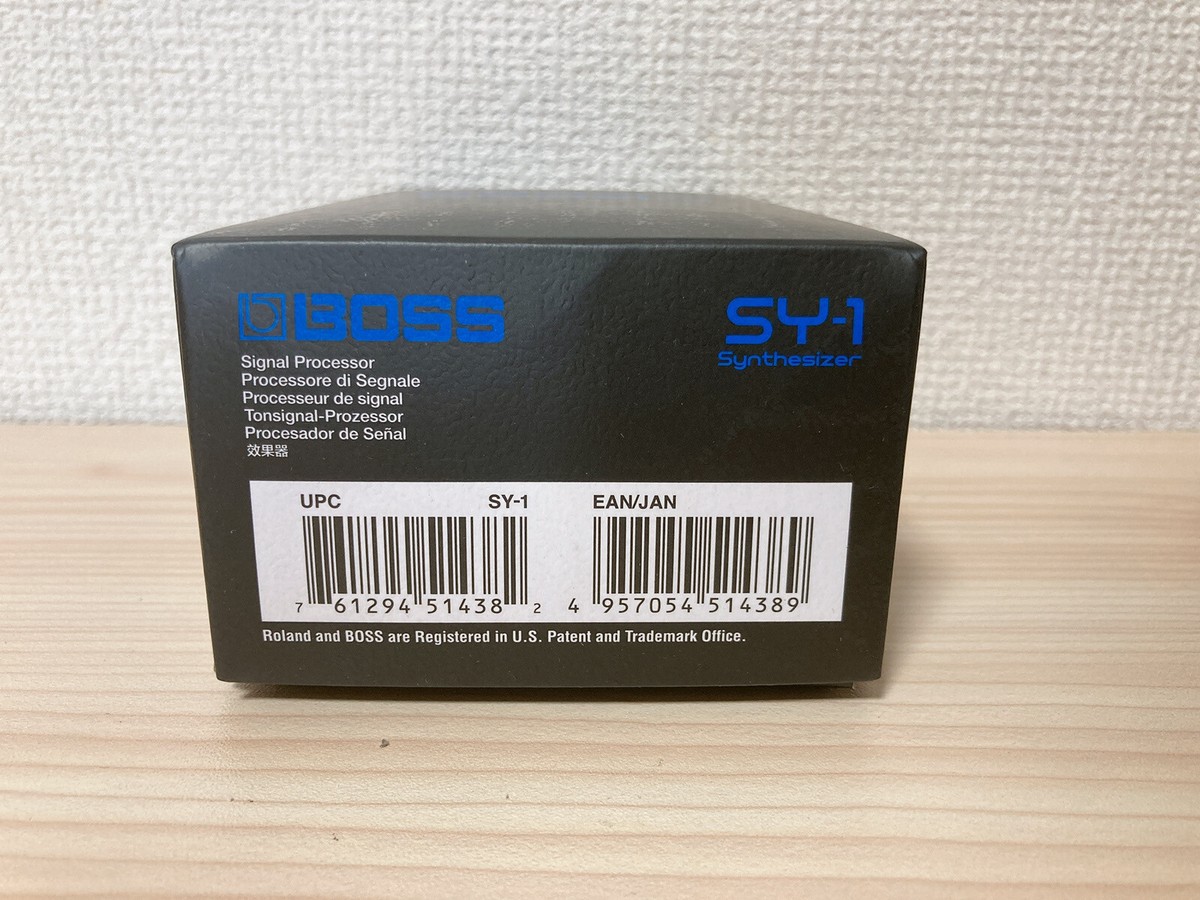 BOSS
SY-1
Synthesizer
Signal Processor
Processore di Segnale
Processeur de signal
Tonsignal-Prozessor
Procesador de Señal
效果器
UPC SY-1 EAN/JAN
7 61294 51438 2 4 957054 514389
Roland and BOSS are Registered in U.S. Patent and Trademark Office.